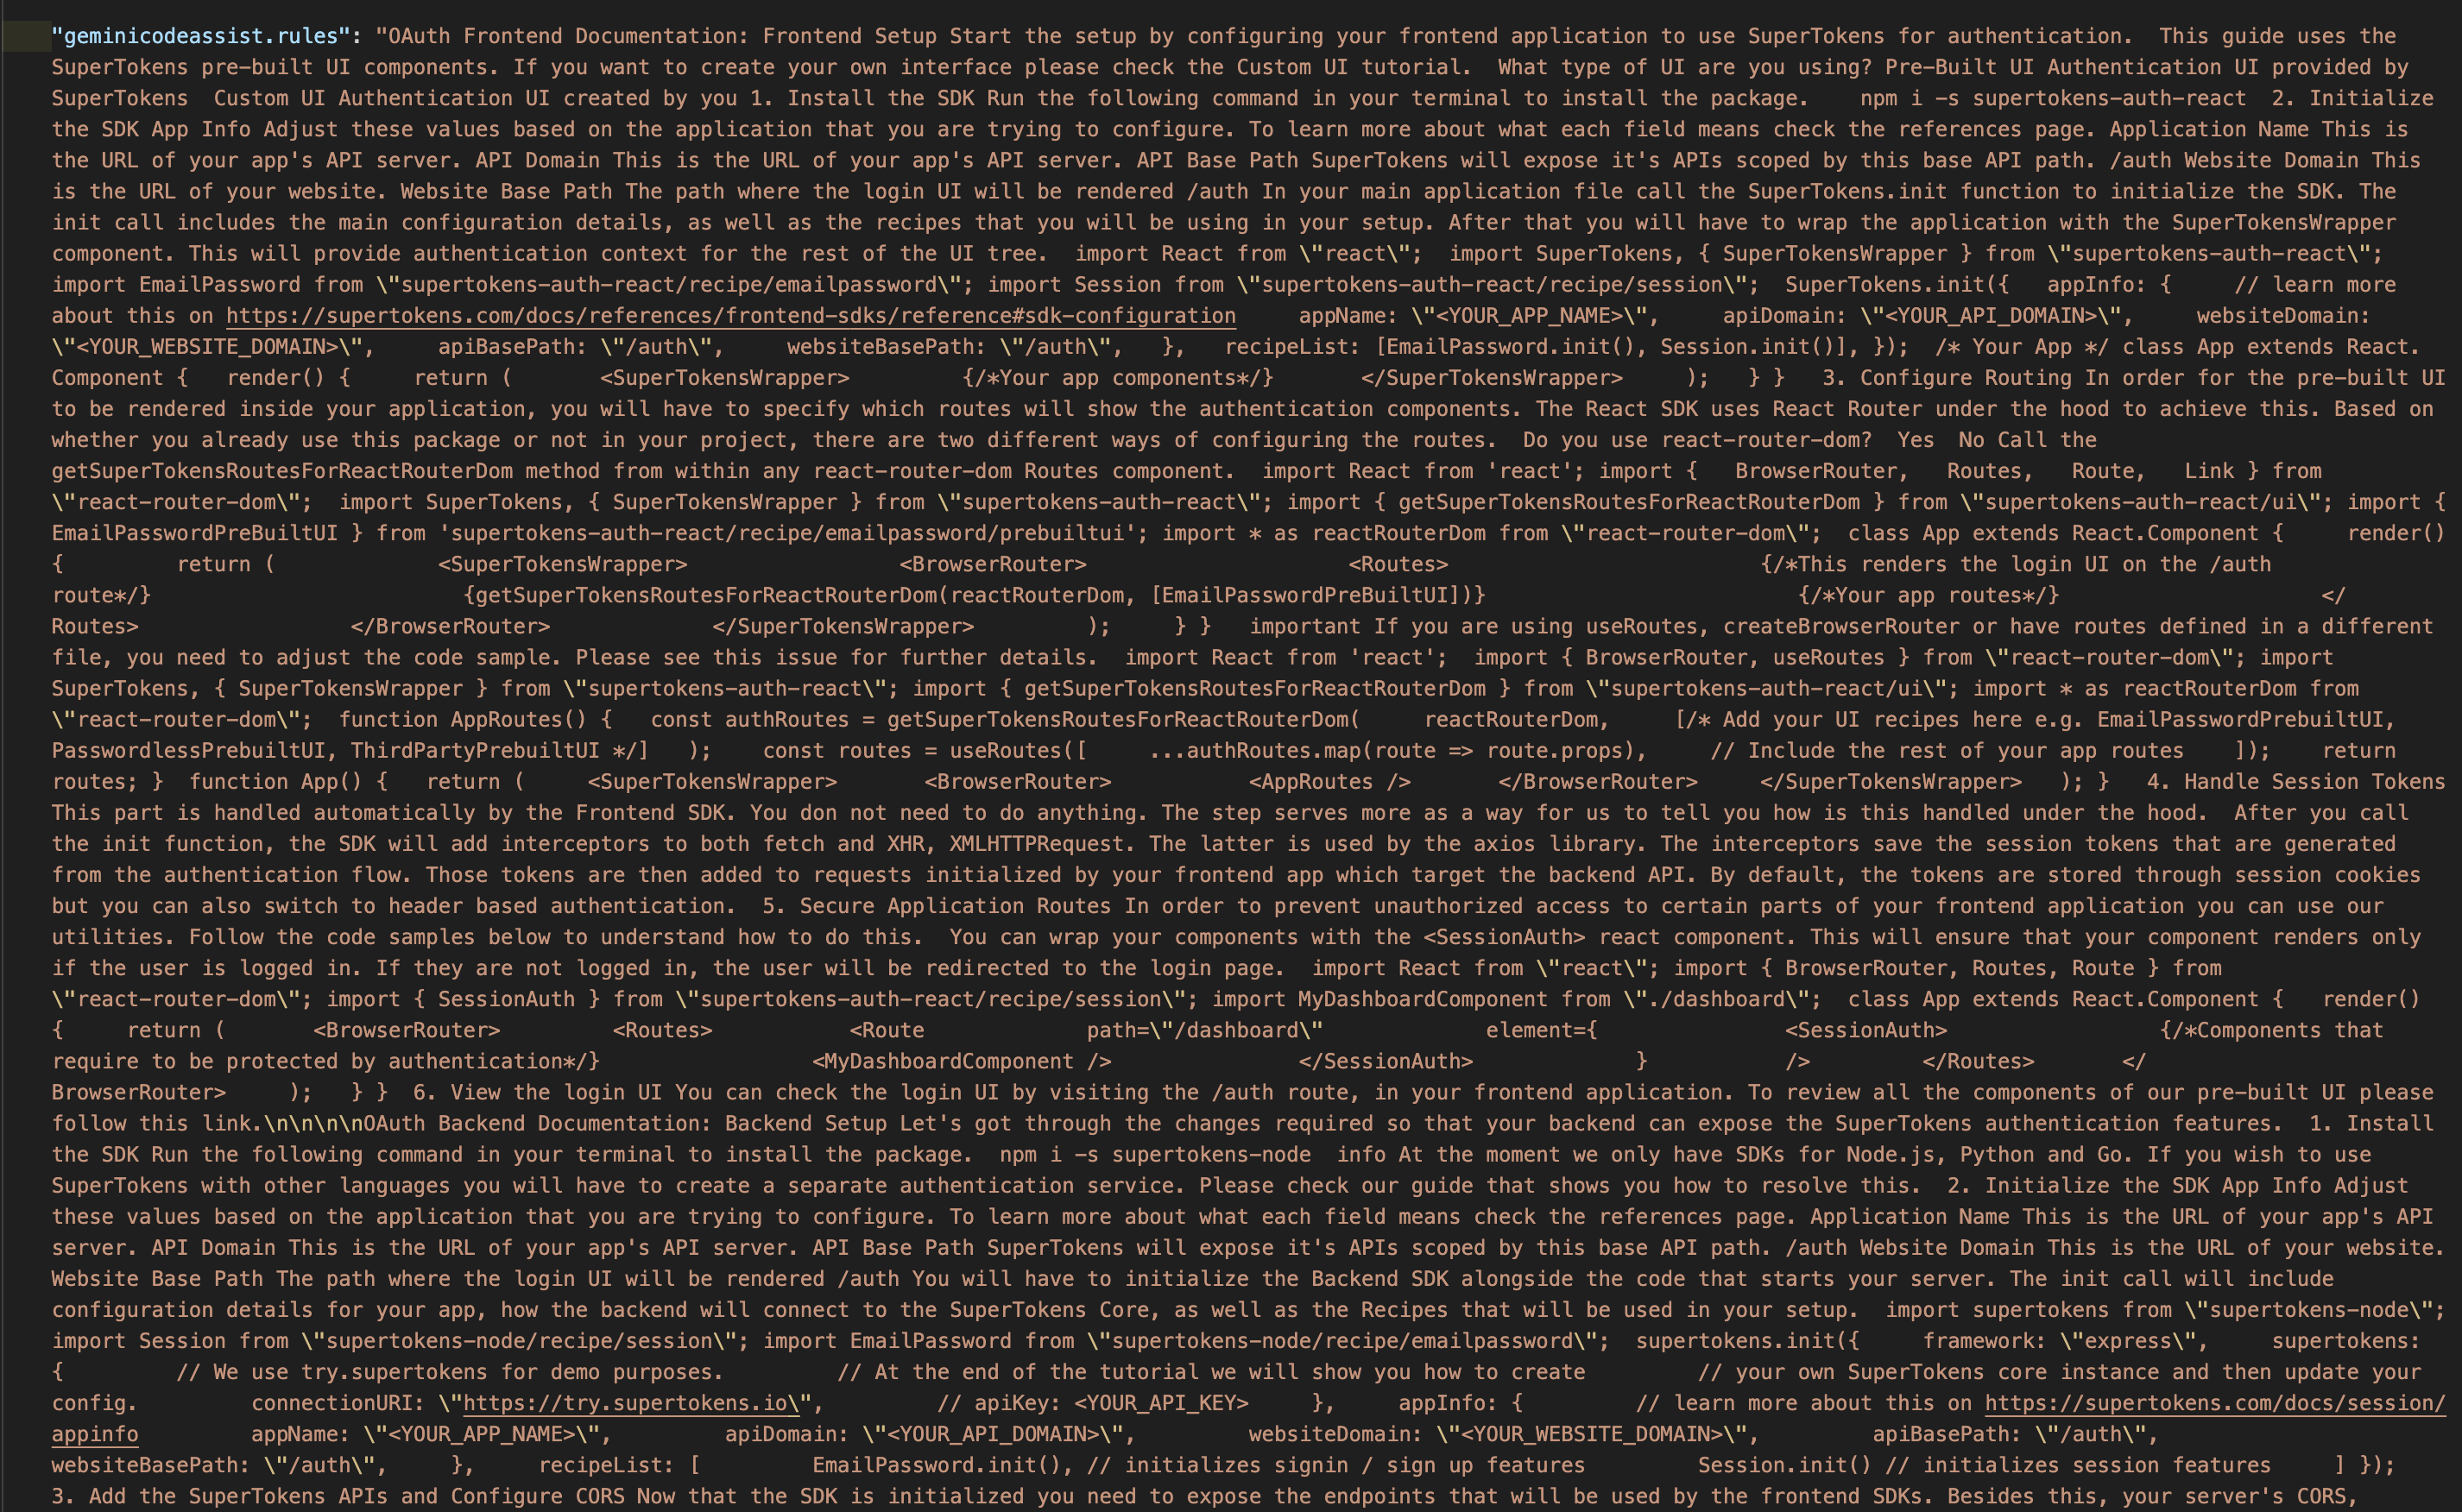 "geminicodeassist.rules": "OAuth Frontend Documentation: Frontend Setup Start the setup by configuring your frontend application to use SuperTokens for authentication.  This guide uses the
SuperTokens pre-built UI components. If you want to create your own interface please check the Custom UI tutorial.  What type of UI are you using? Pre-Built UI Authentication UI provided by
SuperTokens  Custom UI Authentication UI created by you 1. Install the SDK Run the following command in your terminal to install the package.    npm i -s supertokens-auth-react  2. Initialize
the SDK App Info Adjust these values based on the application that you are trying to configure. To learn more about what each field means check the references page. Application Name This is
the URL of your app's API server. API Domain This is the URL of your app's API server. API Base Path SuperTokens will expose it's APIs scoped by this base API path. /auth Website Domain This
is the URL of your website. Website Base Path The path where the login UI will be rendered /auth In your main application file call the SuperTokens.init function to initialize the SDK. The
init call includes the main configuration details, as well as the recipes that you will be using in your setup. After that you will have to wrap the application with the SuperTokensWrapper
component. This will provide authentication context for the rest of the UI tree.  import React from \"react\";  import SuperTokens, { SuperTokensWrapper } from \"supertokens-auth-react\";
import EmailPassword from \"supertokens-auth-react/recipe/emailpassword\"; import Session from \"supertokens-auth-react/recipe/session\";  SuperTokens.init({   appInfo: {     // learn more
about this on https://supertokens.com/docs/references/frontend-sdks/reference#sdk-configuration     appName: \"<YOUR_APP_NAME>\",     apiDomain: \"<YOUR_API_DOMAIN>\",     websiteDomain:
\"<YOUR_WEBSITE_DOMAIN>\",     apiBasePath: \"/auth\",     websiteBasePath: \"/auth\",   },   recipeList: [EmailPassword.init(), Session.init()], });  /* Your App */ class App extends React.
Component {   render() {     return (       <SuperTokensWrapper>         {/*Your app components*/}       </SuperTokensWrapper>     );   } }   3. Configure Routing In order for the pre-built UI
to be rendered inside your application, you will have to specify which routes will show the authentication components. The React SDK uses React Router under the hood to achieve this. Based on
whether you already use this package or not in your project, there are two different ways of configuring the routes.  Do you use react-router-dom?  Yes  No Call the
getSuperTokensRoutesForReactRouterDom method from within any react-router-dom Routes component.  import React from 'react'; import {   BrowserRouter,   Routes,   Route,   Link } from
\"react-router-dom\";  import SuperTokens, { SuperTokensWrapper } from \"supertokens-auth-react\"; import { getSuperTokensRoutesForReactRouterDom } from \"supertokens-auth-react/ui\"; import {
EmailPasswordPreBuiltUI } from 'supertokens-auth-react/recipe/emailpassword/prebuiltui'; import * as reactRouterDom from \"react-router-dom\";  class App extends React.Component {     render()
{         return (             <SuperTokensWrapper>                 <BrowserRouter>                     <Routes>                         {/*This renders the login UI on the /auth
route*/}                         {getSuperTokensRoutesForReactRouterDom(reactRouterDom, [EmailPasswordPreBuiltUI])}                         {/*Your app routes*/}                     </
Routes>                 </BrowserRouter>             </SuperTokensWrapper>         );     } }   important If you are using useRoutes, createBrowserRouter or have routes defined in a different
file, you need to adjust the code sample. Please see this issue for further details.  import React from 'react';  import { BrowserRouter, useRoutes } from \"react-router-dom\"; import
SuperTokens, { SuperTokensWrapper } from \"supertokens-auth-react\"; import { getSuperTokensRoutesForReactRouterDom } from \"supertokens-auth-react/ui\"; import * as reactRouterDom from
\"react-router-dom\";  function AppRoutes() {   const authRoutes = getSuperTokensRoutesForReactRouterDom(     reactRouterDom,     [/* Add your UI recipes here e.g. EmailPasswordPrebuiltUI,
PasswordlessPrebuiltUI, ThirdPartyPrebuiltUI */]   );    const routes = useRoutes([     ...authRoutes.map(route => route.props),     // Include the rest of your app routes    ]);    return
routes; }  function App() {   return (     <SuperTokensWrapper>       <BrowserRouter>           <AppRoutes />       </BrowserRouter>     </SuperTokensWrapper>   ); }   4. Handle Session Tokens
This part is handled automatically by the Frontend SDK. You don not need to do anything. The step serves more as a way for us to tell you how is this handled under the hood.  After you call
the init function, the SDK will add interceptors to both fetch and XHR, XMLHTTPRequest. The latter is used by the axios library. The interceptors save the session tokens that are generated
from the authentication flow. Those tokens are then added to requests initialized by your frontend app which target the backend API. By default, the tokens are stored through session cookies
but you can also switch to header based authentication.  5. Secure Application Routes In order to prevent unauthorized access to certain parts of your frontend application you can use our
utilities. Follow the code samples below to understand how to do this.  You can wrap your components with the <SessionAuth> react component. This will ensure that your component renders only
if the user is logged in. If they are not logged in, the user will be redirected to the login page.  import React from \"react\"; import { BrowserRouter, Routes, Route } from
\"react-router-dom\"; import { SessionAuth } from \"supertokens-auth-react/recipe/session\"; import MyDashboardComponent from \"./dashboard\";  class App extends React.Component {   render()
{     return (       <BrowserRouter>         <Routes>           <Route             path=\"/dashboard\"             element={               <SessionAuth>                 {/*Components that
require to be protected by authentication*/}                 <MyDashboardComponent />               </SessionAuth>             }           />         </Routes>       </
BrowserRouter>     );   } }  6. View the login UI You can check the login UI by visiting the /auth route, in your frontend application. To review all the components of our pre-built UI please
follow this link.\n\n\n\nOAuth Backend Documentation: Backend Setup Let's got through the changes required so that your backend can expose the SuperTokens authentication features.  1. Install
the SDK Run the following command in your terminal to install the package.  npm i -s supertokens-node  info At the moment we only have SDKs for Node.js, Python and Go. If you wish to use
SuperTokens with other languages you will have to create a separate authentication service. Please check our guide that shows you how to resolve this.  2. Initialize the SDK App Info Adjust
these values based on the application that you are trying to configure. To learn more about what each field means check the references page. Application Name This is the URL of your app's API
server. API Domain This is the URL of your app's API server. API Base Path SuperTokens will expose it's APIs scoped by this base API path. /auth Website Domain This is the URL of your website.
Website Base Path The path where the login UI will be rendered /auth You will have to initialize the Backend SDK alongside the code that starts your server. The init call will include
configuration details for your app, how the backend will connect to the SuperTokens Core, as well as the Recipes that will be used in your setup.  import supertokens from \"supertokens-node\";
import Session from \"supertokens-node/recipe/session\"; import EmailPassword from \"supertokens-node/recipe/emailpassword\";  supertokens.init({     framework: \"express\",     supertokens:
{         // We use try.supertokens for demo purposes.         // At the end of the tutorial we will show you how to create         // your own SuperTokens core instance and then update your
config.         connectionURI: \"https://try.supertokens.io\",         // apiKey: <YOUR_API_KEY>     },     appInfo: {         // learn more about this on https://supertokens.com/docs/session/
appinfo         appName: \"<YOUR_APP_NAME>\",         apiDomain: \"<YOUR_API_DOMAIN>\",         websiteDomain: \"<YOUR_WEBSITE_DOMAIN>\",         apiBasePath: \"/auth\",
websiteBasePath: \"/auth\",     },     recipeList: [         EmailPassword.init(), // initializes signin / sign up features         Session.init() // initializes session features     ] });
3. Add the SuperTokens APIs and Configure CORS Now that the SDK is initialized you need to expose the endpoints that will be used by the frontend SDKs. Besides this, your server's CORS,